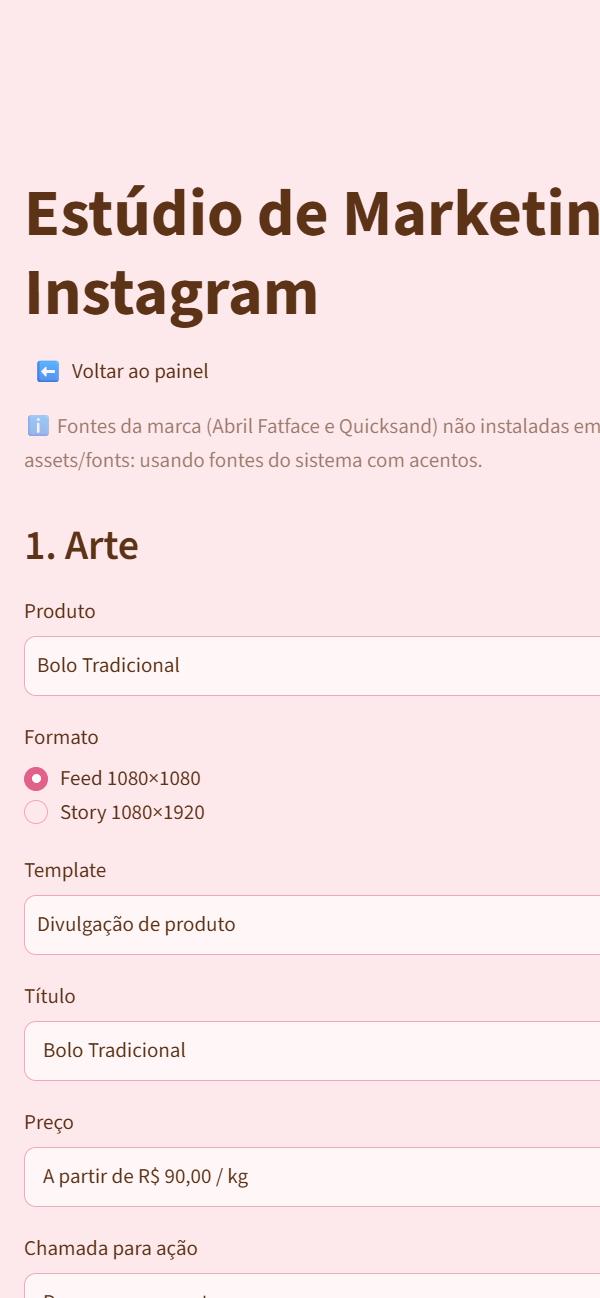 Estúdio de Marketin
Instagram
Voltar ao painel
Fontes da marca (Abril Fatface e Quicksand) não instaladas em
assets/fonts: usando fontes do sistema com acentos.
1. Arte
Produto
Bolo Tradicional
Formato
Feed 1080×1080
Story 1080×1920
Template
Divulgação de produto
Título
Bolo Tradicional
Preço
A partir de R$ 90,00 / kg
Chamada para ação